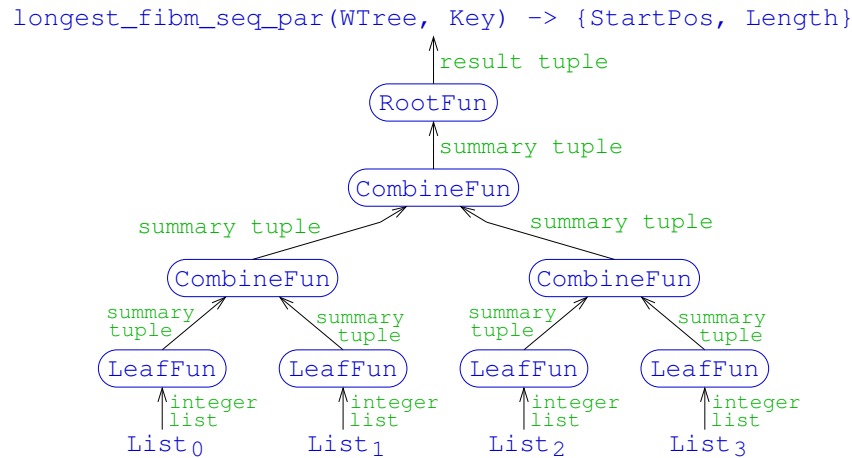 longest_fibm_seq_par(WTree, Key) -> {StartPos, Length}
result tuple
RootFun
summary tuple
CombineFun
summary tuple
summary tuple
CombineFun
CombineFun
summary
tuple
summary
tuple
summary
tuple
summary
tuple
LeafFun
LeafFun
LeafFun
LeafFun
integer
list
integer
list
integer
list
integer
list
List0
List1
List2
List3